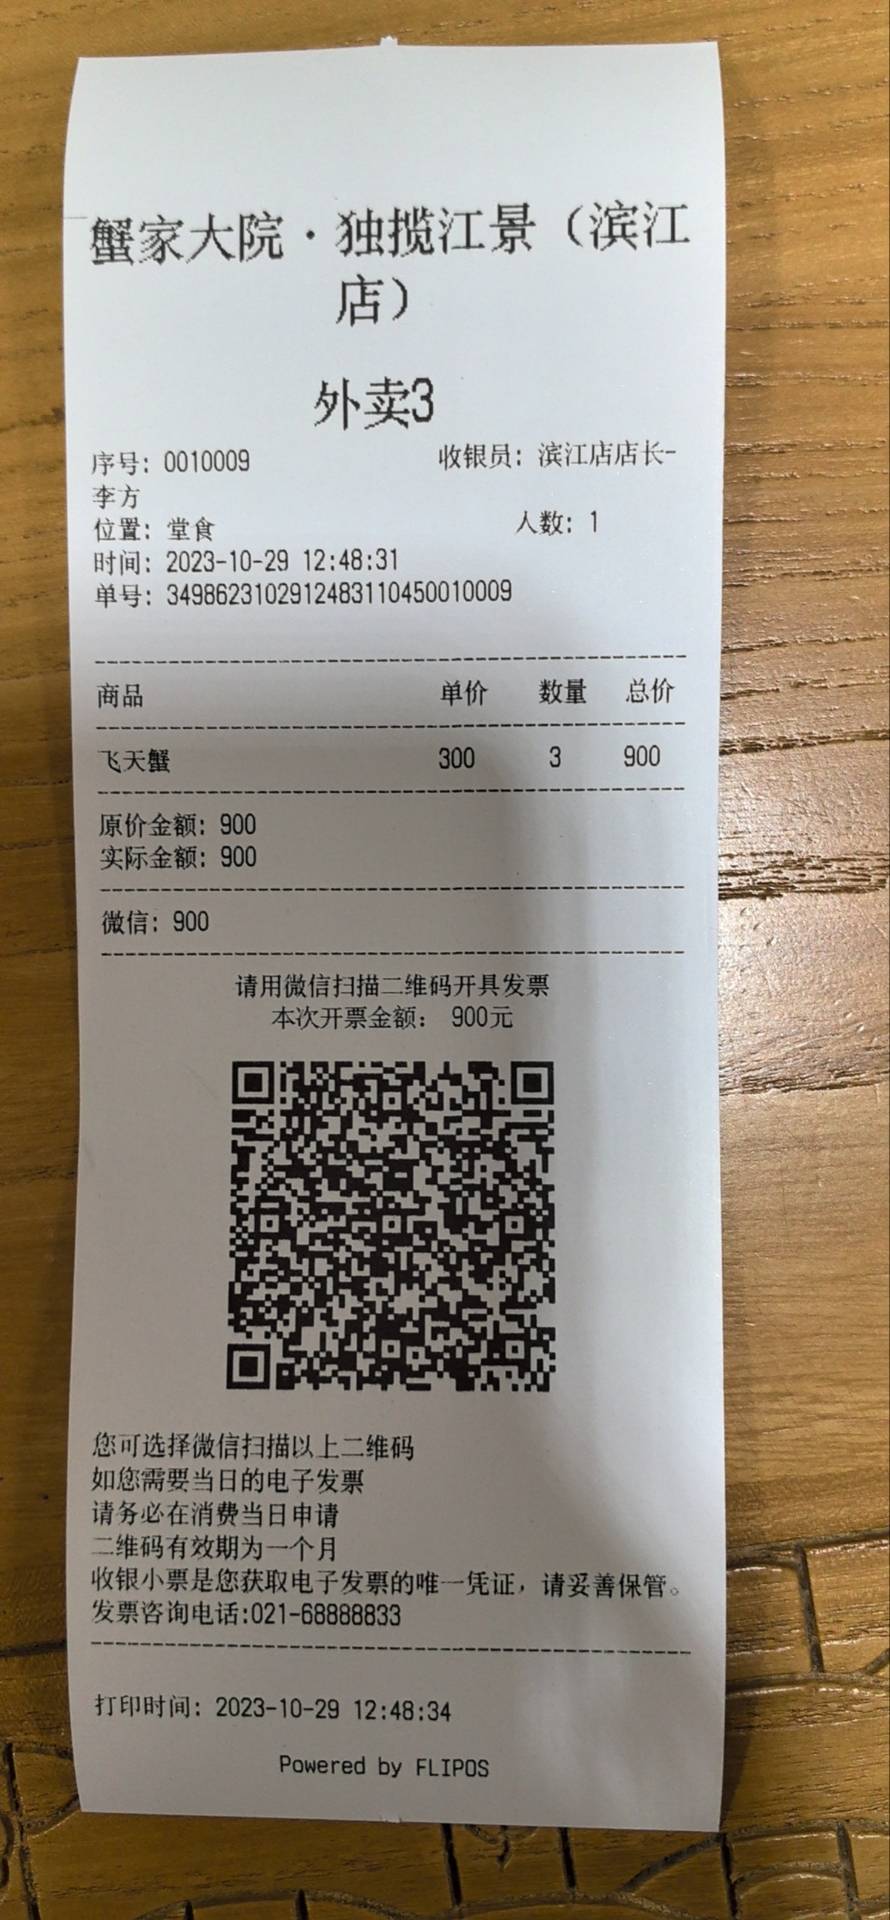 蟹家大院·独揽江景（滨江
店）
外卖3
序号: 0010009 收银员: 滨江店店长-
李方
位置: 堂食 人数: 1
时间: 2023-10-29 12:48:31
单号: 3498623102912483110450010009
商品 单价 数量 总价
飞天蟹 300 3 900
原价金额: 900
实际金额: 900
微信: 900
请用微信扫描二维码开具发票
本次开票金额: 900元
您可选择微信扫描以上二维码
如您需要当日的电子发票
请务必在消费当日申请
二维码有效期为一个月
收银小票是您获取电子发票的唯一凭证，请妥善保管。
发票咨询电话:021-68888833
打印时间: 2023-10-29 12:48:34
Powered by FLIPOS